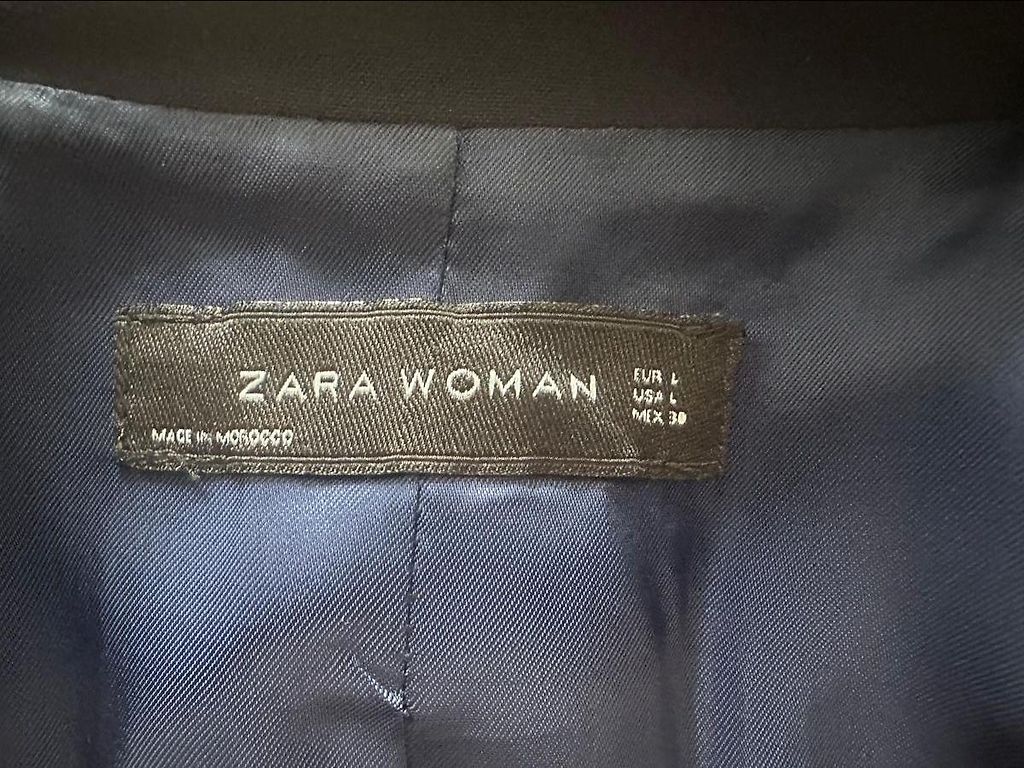 ZARA WOMAN
EUR L
USA L
MEX 30
MADE IN MOROCCO